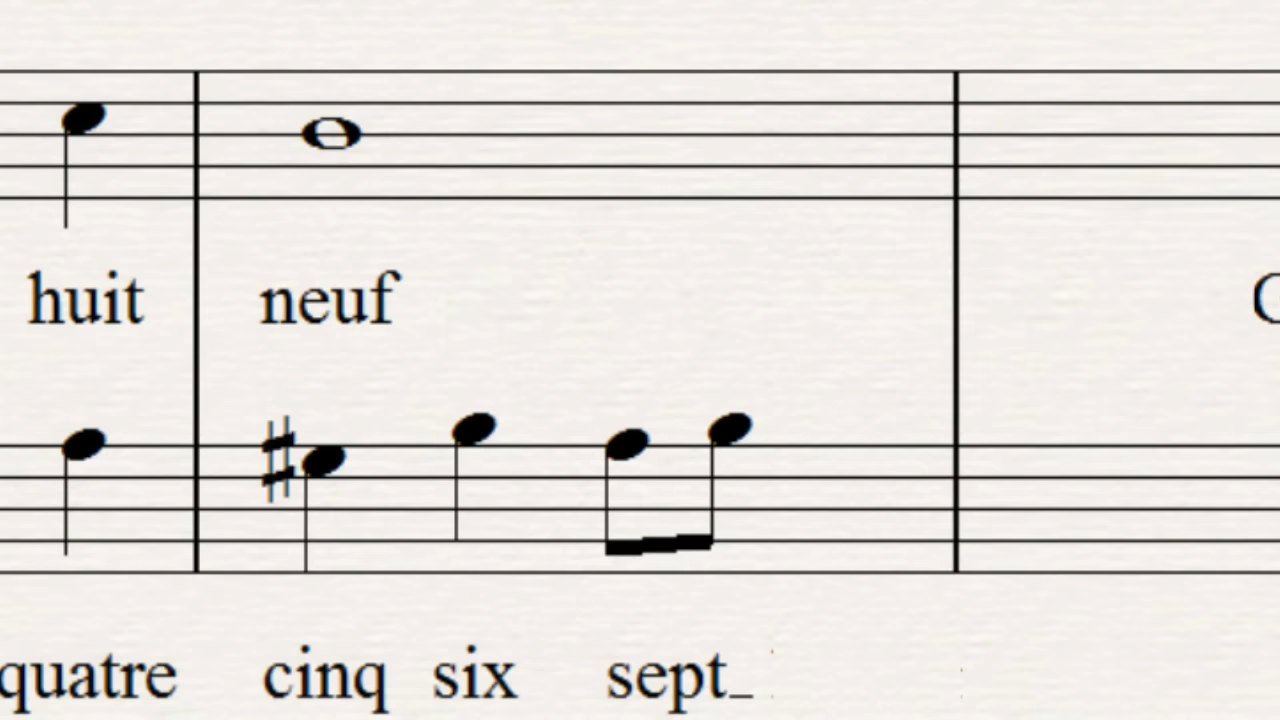 huit neuf
quatre cinq six sept_